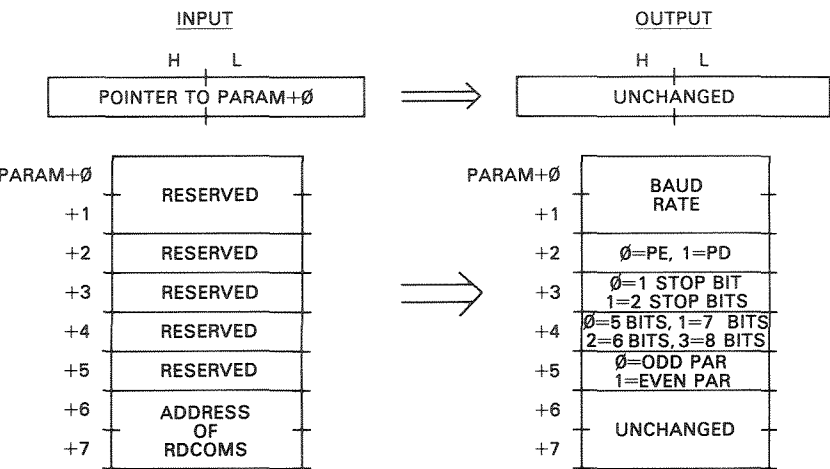 INPUT
H L
POINTER TO PARAM+Ø
PARAM+Ø
+1
RESERVED
+2 RESERVED
+3 RESERVED
+4 RESERVED
+5 RESERVED
+6
+7
ADDRESS
OF
RDCOMS
OUTPUT
H L
UNCHANGED
PARAM+Ø
+1
BAUD
RATE
+2 Ø=PE, 1=PD
+3 Ø=1 STOP BIT
1=2 STOP BITS
+4 Ø=5 BITS, 1=7 BITS
2=6 BITS, 3=8 BITS
+5 Ø=ODD PAR
1=EVEN PAR
+6
+7
UNCHANGED